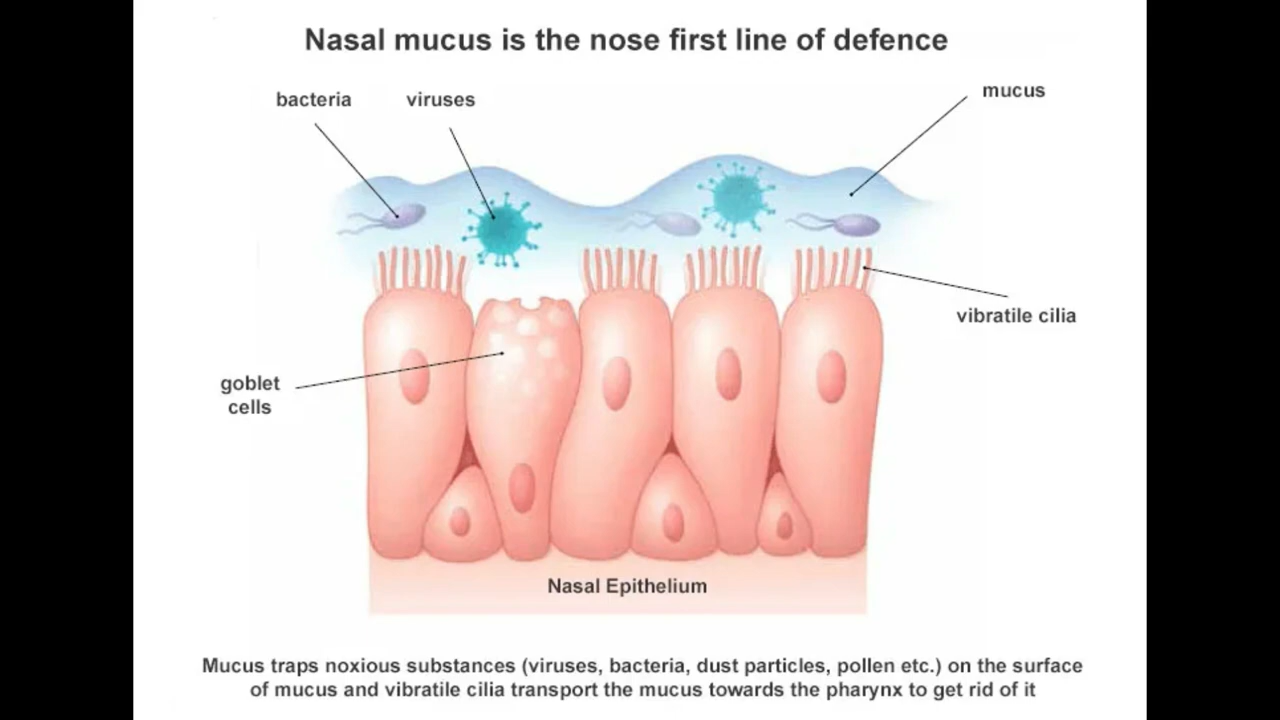 Nasal mucus is the nose first line of defence
bacteria
viruses
mucus
vibratile cilia
goblet
cells
Nasal Epithelium
Mucus traps noxious substances (viruses, bacteria, dust particles, pollen etc.) on the surface
of mucus and vibratile cilia transport the mucus towards the pharynx to get rid of it